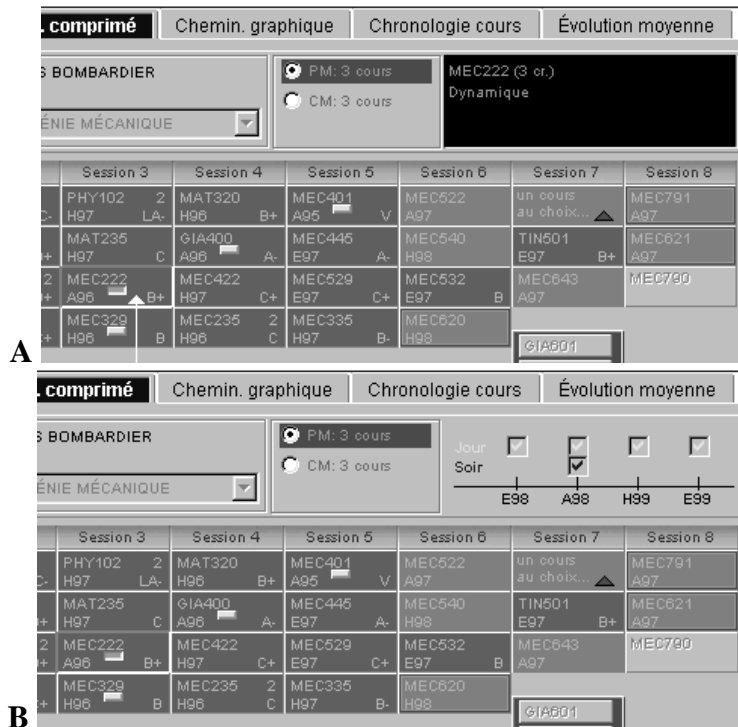 . comprimé Chemin. graphique Chronologie cours Évolution moyenne
S BOMBARDIER
PM: 3 cours
CM: 3 cours
MEC222 (3 cr.)
Dynamique
ÉNIE MÉCANIQUE
Session 3 Session 4 Session 5 Session 6 Session 7 Session 8
PHY102 2 MAT320 MEC401 MEC522 un cours MEC791
C- H97 LA- H96 B+ A95 V A97 au choix... A97
MAT235 GIA400 MEC445 MEC540 TIN501 MEC621
+ H97 C A96 A- E97 A- H98 E97 B+ A97
2 MEC222 MEC422 MEC529 MEC532 MEC643 MEC790
+ A96 B+ H97 C+ E97 C+ E97 B A97
MEC329 MEC235 2 MEC335 MEC620
+ H96 B H96 C H97 B- H98 GIA601
A
. comprimé Chemin. graphique Chronologie cours Évolution moyenne
S BOMBARDIER
PM: 3 cours
CM: 3 cours
Jour
Soir
E98 A98 H99 E99
ÉNIE MÉCANIQUE
Session 3 Session 4 Session 5 Session 6 Session 7 Session 8
PHY102 2 MAT320 MEC401 MEC522 un cours MEC791
C- H97 LA- H96 B+ A95 V A97 au choix... A97
MAT235 GIA400 MEC445 MEC540 TIN501 MEC621
+ H97 C A96 A- E97 A- H98 E97 B+ A97
2 MEC222 MEC422 MEC529 MEC532 MEC643 MEC790
+ A96 B+ H97 C+ E97 C+ E97 B A97
MEC329 MEC235 2 MEC335 MEC620
+ H96 B H96 C H97 B- H98 GIA601
B